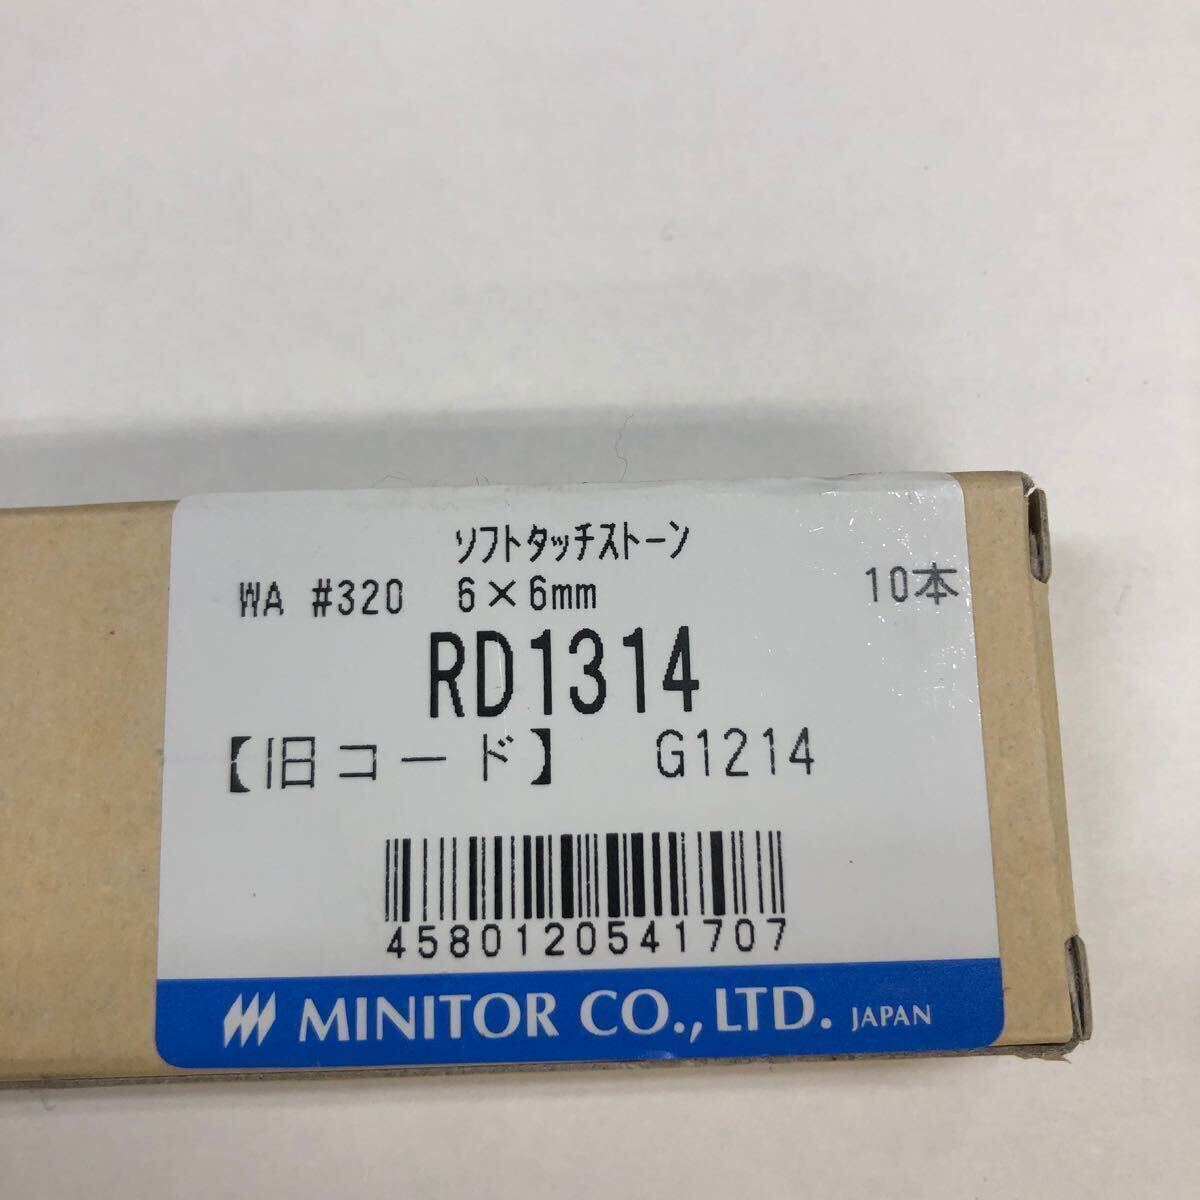 ソフトタッチストーン
WA #320 6×6mm 10本
RD1314
【旧コード】 G1214
4580120541707
MINITOR CO., LTD. JAPAN